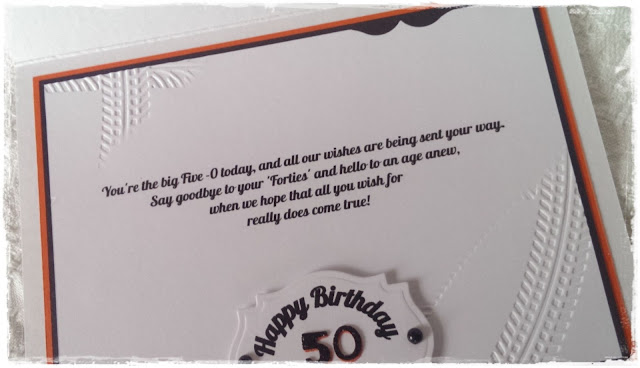 You're the big Five -O today, and all our wishes are being sent your way.
Say goodbye to your 'Forties' and hello to an age anew,
when we hope that all you wish for
really does come true!
Happy Birthday
50